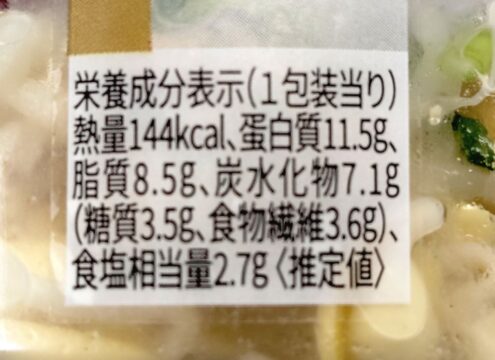 栄養成分表示(1包装当り)
熱量144kcal、蛋白質11.5g、
脂質8.5g、炭水化物7.1g
(糖質3.5g、食物繊維3.6g)、
食塩相当量2.7g〈推定値〉